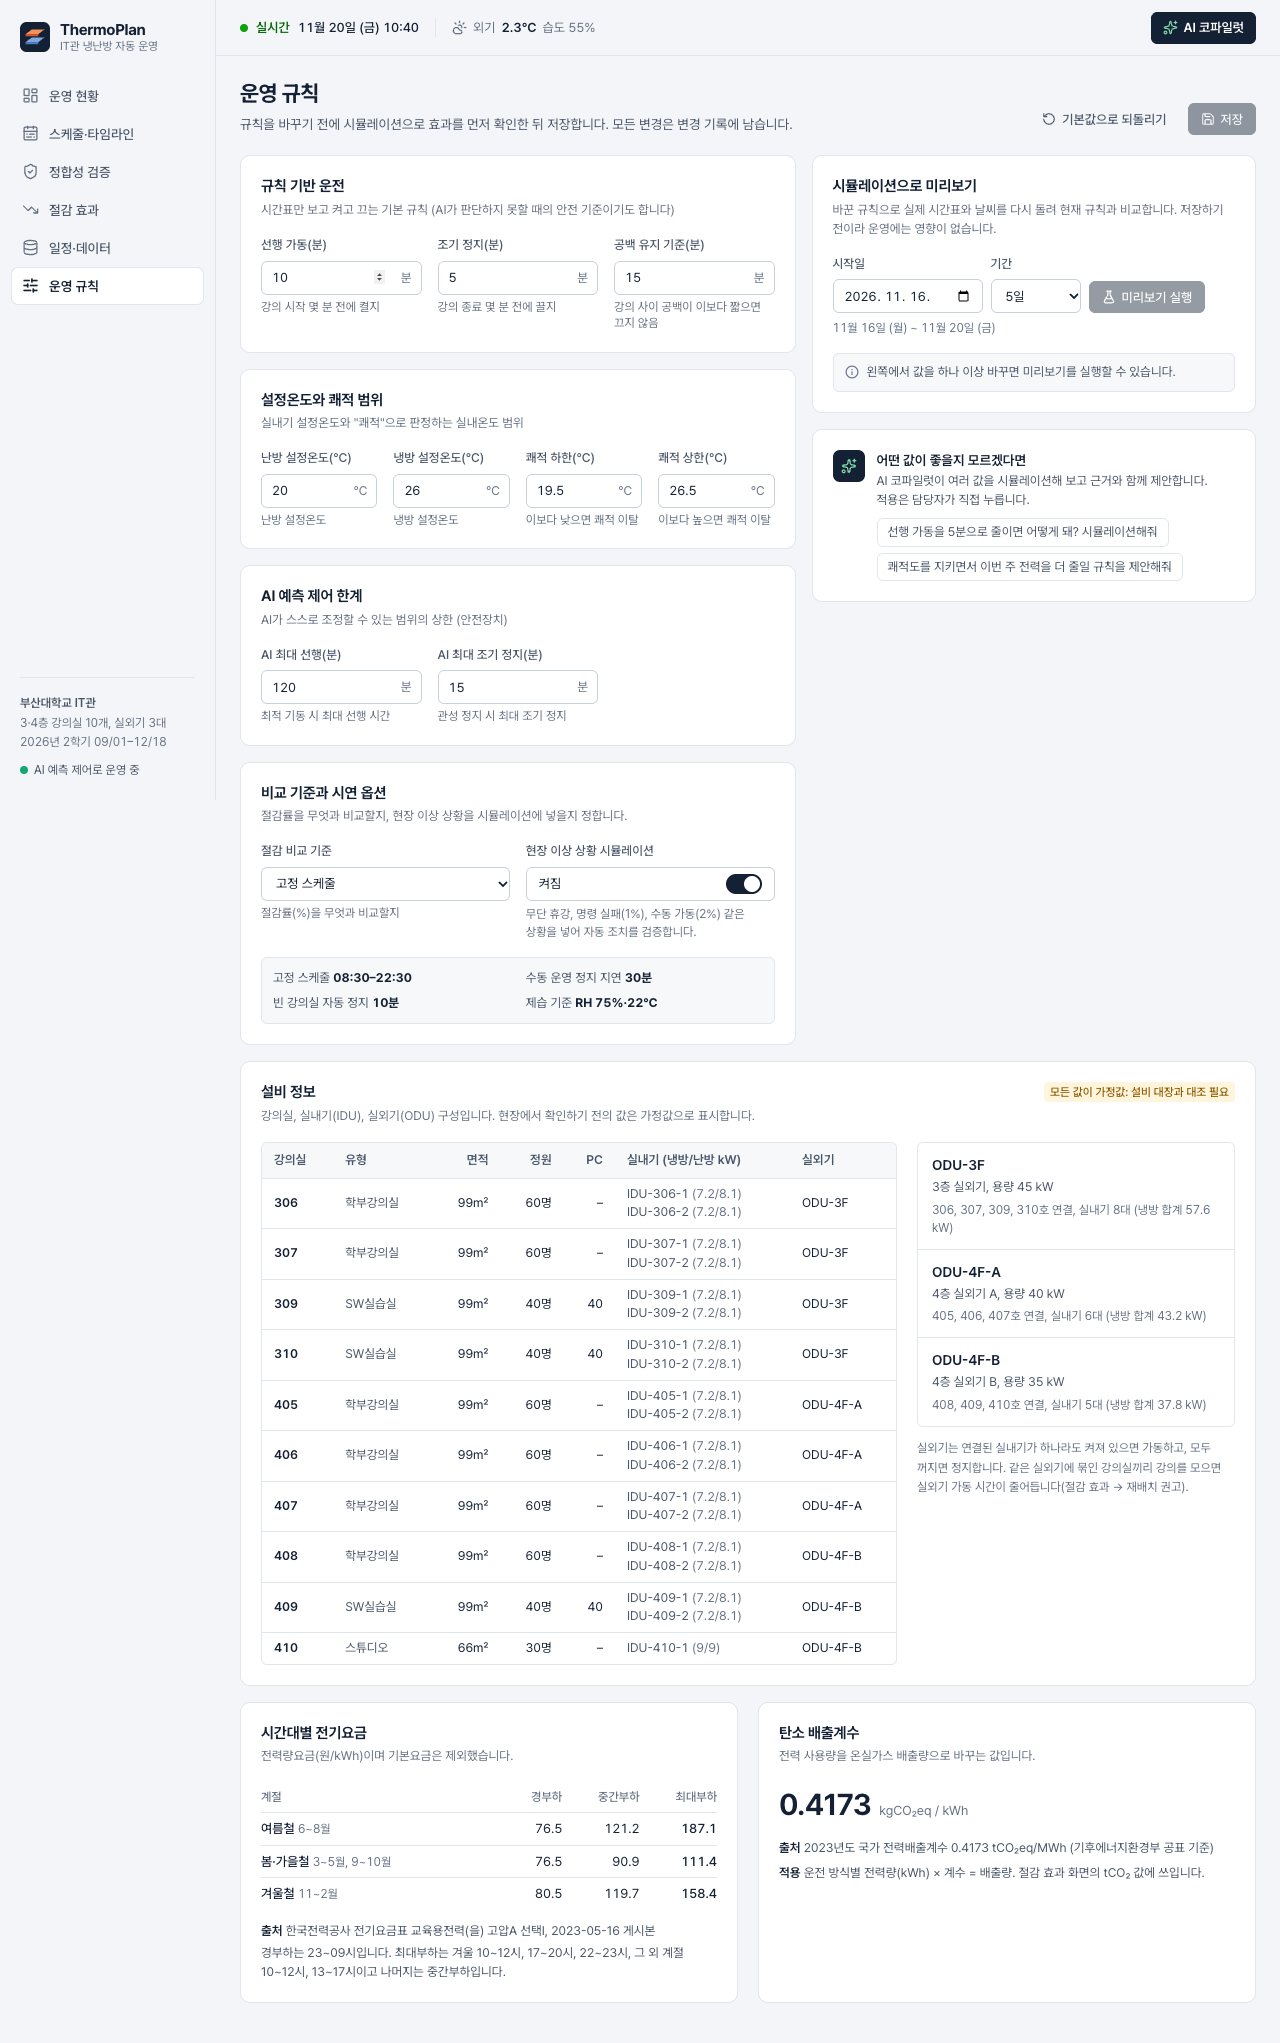 ThermoPlan
IT관 냉난방 자동 운영
운영 현황
스케줄·타임라인
정합성 검증
절감 효과
일정·데이터
운영 규칙
부산대학교 IT관
3·4층 강의실 10개, 실외기 3대
2026년 2학기 09/01–12/18
AI 예측 제어로 운영 중
실시간 11월 20일 (금) 10:40 외기 2.3°C 습도 55%
AI 코파일럿
운영 규칙
규칙을 바꾸기 전에 시뮬레이션으로 효과를 먼저 확인한 뒤 저장합니다. 모든 변경은 변경 기록에 남습니다.
기본값으로 되돌리기
저장
규칙 기반 운전
시간표만 보고 켜고 끄는 기본 규칙 (AI가 판단하지 못할 때의 안전 기준이기도 합니다)
선행 가동(분) 조기 정지(분) 공백 유지 기준(분)
10 분 5 분 15 분
강의 시작 몇 분 전에 켤지 강의 종료 몇 분 전에 끌지 강의 사이 공백이 이보다 짧으면
끄지 않음
설정온도와 쾌적 범위
실내기 설정온도와 "쾌적"으로 판정하는 실내온도 범위
난방 설정온도(°C) 냉방 설정온도(°C) 쾌적 하한(°C) 쾌적 상한(°C)
20 °C 26 °C 19.5 °C 26.5 °C
난방 설정온도 냉방 설정온도 이보다 낮으면 쾌적 이탈 이보다 높으면 쾌적 이탈
AI 예측 제어 한계
AI가 스스로 조정할 수 있는 범위의 상한 (안전장치)
AI 최대 선행(분) AI 최대 조기 정지(분)
120 분 15 분
최적 기동 시 최대 선행 시간 관성 정지 시 최대 조기 정지
비교 기준과 시연 옵션
절감률을 무엇과 비교할지, 현장 이상 상황을 시뮬레이션에 넣을지 정합니다.
절감 비교 기준 현장 이상 상황 시뮬레이션
고정 스케줄 켜짐
절감률(%)을 무엇과 비교할지 무단 휴강, 명령 실패(1%), 수동 가동(2%) 같은
상황을 넣어 자동 조치를 검증합니다.
고정 스케줄 08:30–22:30 수동 운영 정지 지연 30분
빈 강의실 자동 정지 10분 제습 기준 RH 75%·22°C
시뮬레이션으로 미리보기
바꾼 규칙으로 실제 시간표와 날씨를 다시 돌려 현재 규칙과 비교합니다. 저장하기
전이라 운영에는 영향이 없습니다.
시작일 기간
2026. 11. 16. 5일 미리보기 실행
11월 16일 (월) – 11월 20일 (금)
왼쪽에서 값을 하나 이상 바꾸면 미리보기를 실행할 수 있습니다.
어떤 값이 좋을지 모르겠다면
AI 코파일럿이 여러 값을 시뮬레이션해 보고 근거와 함께 제안합니다.
적용은 담당자가 직접 누릅니다.
선행 가동을 5분으로 줄이면 어떻게 돼? 시뮬레이션해줘
쾌적도를 지키면서 이번 주 전력을 더 줄일 규칙을 제안해줘
설비 정보
모든 값이 가정값: 설비 대장과 대조 필요
강의실, 실내기(IDU), 실외기(ODU) 구성입니다. 현장에서 확인하기 전의 값은 가정값으로 표시합니다.
강의실 유형 면적 정원 PC 실내기 (냉방/난방 kW) 실외기
306 학부강의실 99m² 60명 – IDU-306-1 (7.2/8.1) ODU-3F
IDU-306-2 (7.2/8.1)
307 학부강의실 99m² 60명 – IDU-307-1 (7.2/8.1) ODU-3F
IDU-307-2 (7.2/8.1)
309 SW실습실 99m² 40명 40 IDU-309-1 (7.2/8.1) ODU-3F
IDU-309-2 (7.2/8.1)
310 SW실습실 99m² 40명 40 IDU-310-1 (7.2/8.1) ODU-3F
IDU-310-2 (7.2/8.1)
405 학부강의실 99m² 60명 – IDU-405-1 (7.2/8.1) ODU-4F-A
IDU-405-2 (7.2/8.1)
406 학부강의실 99m² 60명 – IDU-406-1 (7.2/8.1) ODU-4F-A
IDU-406-2 (7.2/8.1)
407 학부강의실 99m² 60명 – IDU-407-1 (7.2/8.1) ODU-4F-A
IDU-407-2 (7.2/8.1)
408 학부강의실 99m² 60명 – IDU-408-1 (7.2/8.1) ODU-4F-B
IDU-408-2 (7.2/8.1)
409 SW실습실 99m² 40명 40 IDU-409-1 (7.2/8.1) ODU-4F-B
IDU-409-2 (7.2/8.1)
410 스튜디오 66m² 30명 – IDU-410-1 (9/9) ODU-4F-B
ODU-3F
3층 실외기, 용량 45 kW
306, 307, 309, 310호 연결, 실내기 8대 (냉방 합계 57.6
kW)
ODU-4F-A
4층 실외기 A, 용량 40 kW
405, 406, 407호 연결, 실내기 6대 (냉방 합계 43.2 kW)
ODU-4F-B
4층 실외기 B, 용량 35 kW
408, 409, 410호 연결, 실내기 5대 (냉방 합계 37.8 kW)
실외기는 연결된 실내기가 하나라도 켜져 있으면 가동하고, 모두
꺼지면 정지합니다. 같은 실외기에 묶인 강의실끼리 강의를 모으면
실외기 가동 시간이 줄어듭니다(절감 효과 → 재배치 권고).
시간대별 전기요금
전력량요금(원/kWh)이며 기본요금은 제외했습니다.
계절 경부하 중간부하 최대부하
여름철 6~8월 76.5 121.2 187.1
봄·가을철 3~5월, 9~10월 76.5 90.9 111.4
겨울철 11~2월 80.5 119.7 158.4
출처 한국전력공사 전기요금표 교육용전력(을) 고압A 선택I, 2023-05-16 게시본
경부하는 23~09시입니다. 최대부하는 겨울 10~12시, 17~20시, 22~23시, 그 외 계절
10~12시, 13~17시이고 나머지는 중간부하입니다.
탄소 배출계수
전력 사용량을 온실가스 배출량으로 바꾸는 값입니다.
0.4173 kgCO₂eq / kWh
출처 2023년도 국가 전력배출계수 0.4173 tCO₂eq/MWh (기후에너지환경부 공표 기준)
적용 운전 방식별 전력량(kWh) × 계수 = 배출량. 절감 효과 화면의 tCO₂ 값에 쓰입니다.